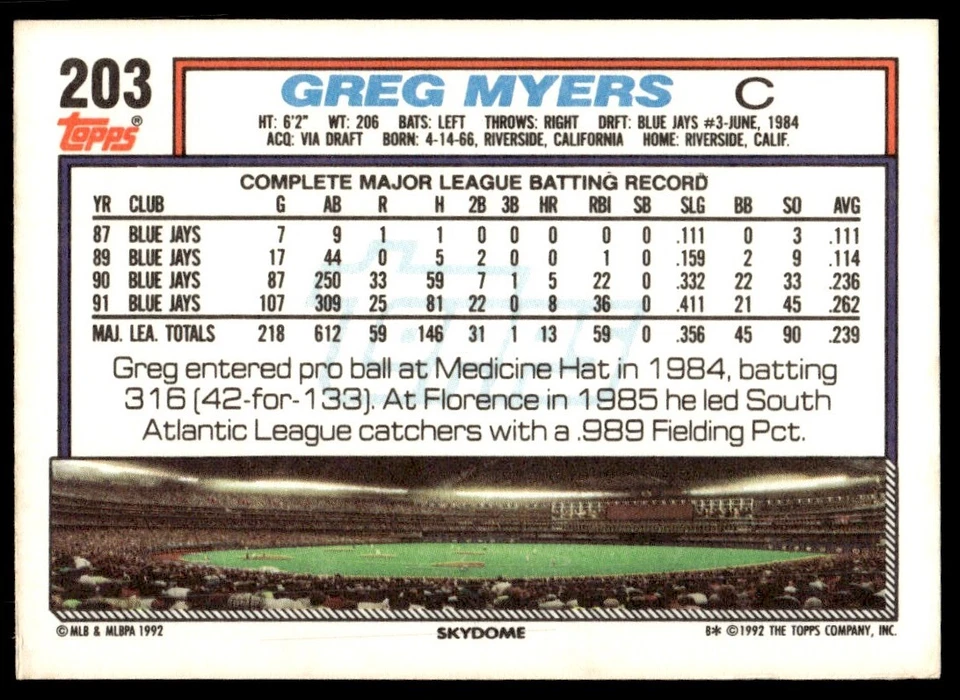 203
topps®
GREG MYERS C
HT: 6'2" WT: 206 BATS: LEFT THROWS: RIGHT DRFT: BLUE JAYS #3-JUNE, 1984
ACQ: VIA DRAFT BORN: 4-14-66, RIVERSIDE, CALIFORNIA HOME: RIVERSIDE, CALIF.
COMPLETE MAJOR LEAGUE BATTING RECORD
YR CLUB G AB R H 2B 3B HR RBI SB SLG BB SO AVG
87 BLUE JAYS 7 9 1 1 0 0 0 0 0 .111 0 3 .111
89 BLUE JAYS 17 44 0 5 2 0 0 1 0 .159 2 9 .114
90 BLUE JAYS 87 250 33 59 7 1 5 22 0 .332 22 33 .236
91 BLUE JAYS 107 309 25 81 22 0 8 36 0 .411 21 45 .262
MAJ. LEA. TOTALS 218 612 59 146 31 1 13 59 0 .356 45 90 .239
Greg entered pro ball at Medicine Hat in 1984, batting
316 (42-for-133). At Florence in 1985 he led South
Atlantic League catchers with a .989 Fielding Pct.
© MLB & MLBPA 1992 SKYDOME B* © 1992 THE TOPPS COMPANY, INC.